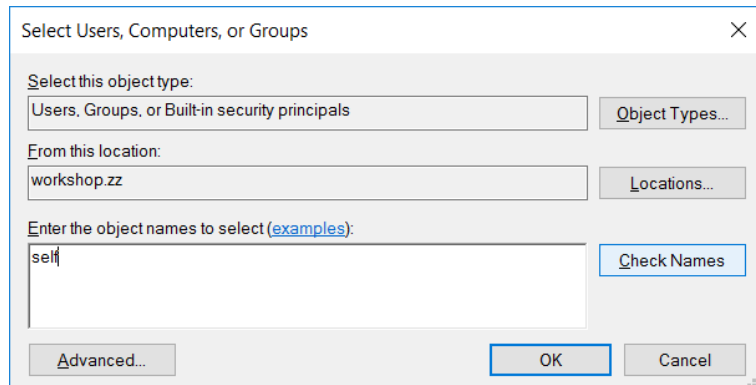 Select Users, Computers, or Groups
Select this object type:
Users, Groups, or Built-in security principals
Object Types...
From this location:
workshop.zz
Locations...
Enter the object names to select (examples):
self
Check Names
Advanced...
OK
Cancel